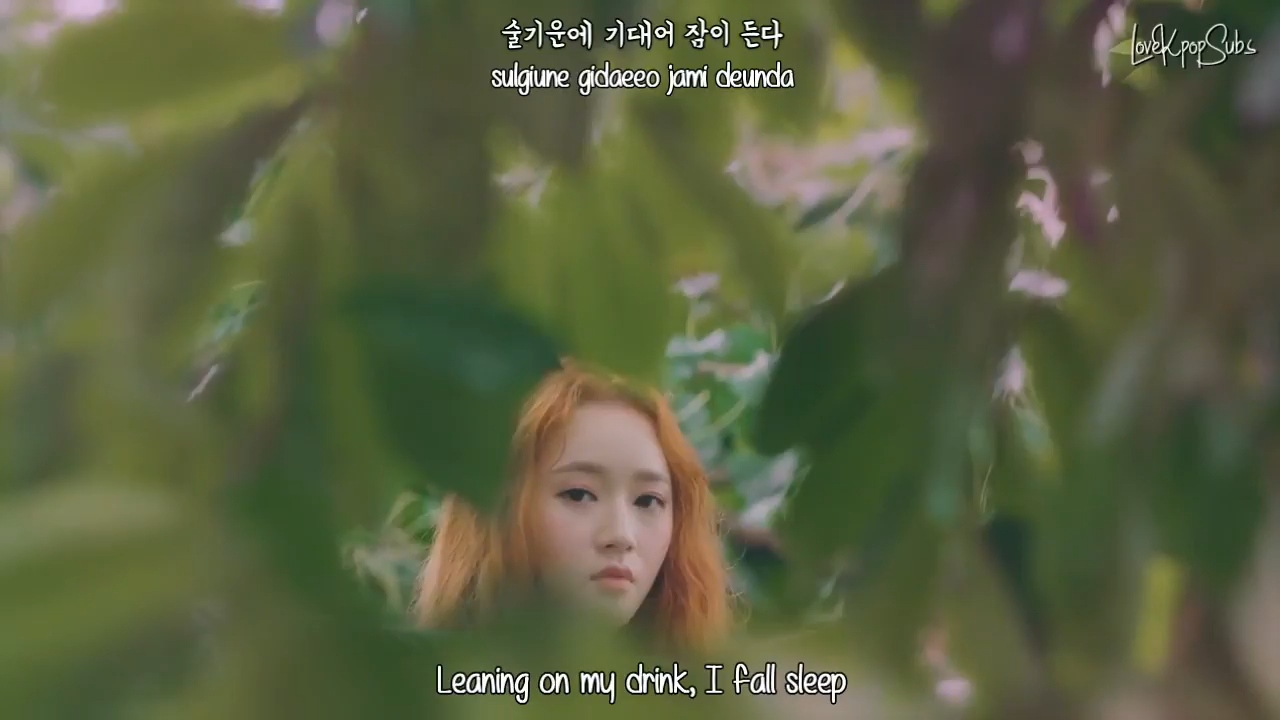 술기운에 기대어 잠이 든다
LoveKpopSubs
sulgiune gidaeeo jami deunda
Leaning on my drink, I fall sleep